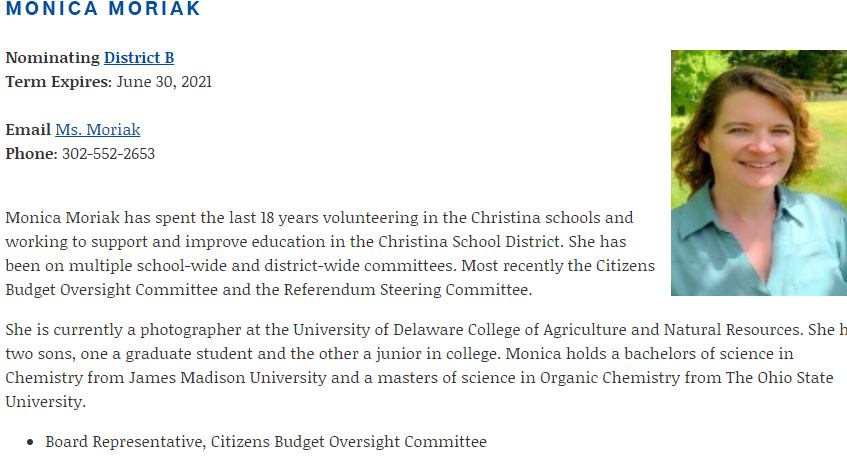 MONICA MORIAK
Nominating District B
Term Expires: June 30, 2021
Email Ms. Moriak
Phone: 302-552-2653
Monica Moriak has spent the last 18 years volunteering in the Christina schools and
working to support and improve education in the Christina School District. She has
been on multiple school-wide and district-wide committees. Most recently the Citizens
Budget Oversight Committee and the Referendum Steering Committee.
She is currently a photographer at the University of Delaware College of Agriculture and Natural Resources. She h
two sons, one a graduate student and the other a junior in college. Monica holds a bachelors of science in
Chemistry from James Madison University and a masters of science in Organic Chemistry from The Ohio State
University.
• Board Representative, Citizens Budget Oversight Committee